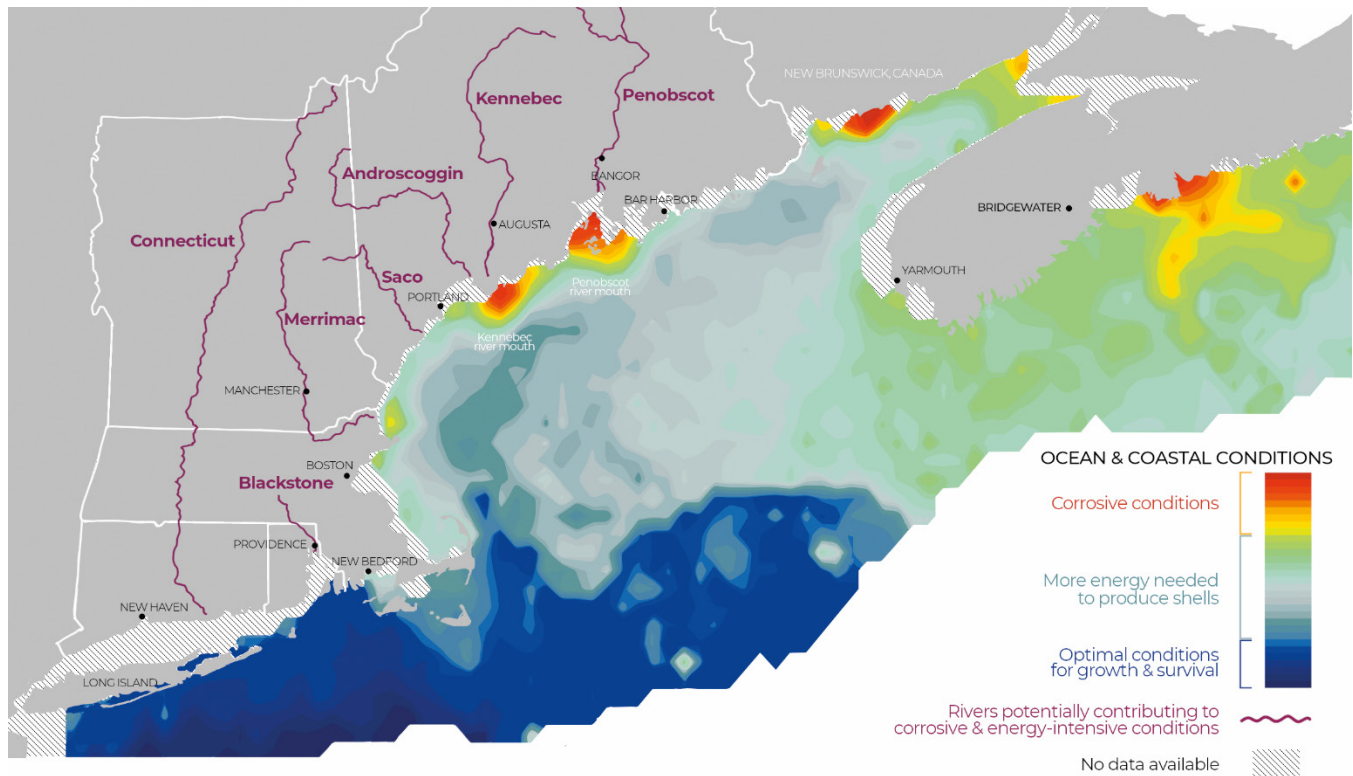 NEW BRUNSWICK, CANADA
Kennebec
Penobscot
BANGOR
Androscoggin
BAR HARBOR
BRIDGEWATER
AUGUSTA
Connecticut
Saco
YARMOUTH
Penobscot
river mouth
PORTLAND
Merrimac
Kennebec
river mouth
MANCHESTER
BOSTON
Blackstone
PROVIDENCE
NEW BEDFORD
NEW HAVEN
LONG ISLAND
OCEAN & COASTAL CONDITIONS
Corrosive conditions
More energy needed
to produce shells
Optimal conditions
for growth & survival
Rivers potentially contributing to
corrosive & energy-intensive conditions
No data available